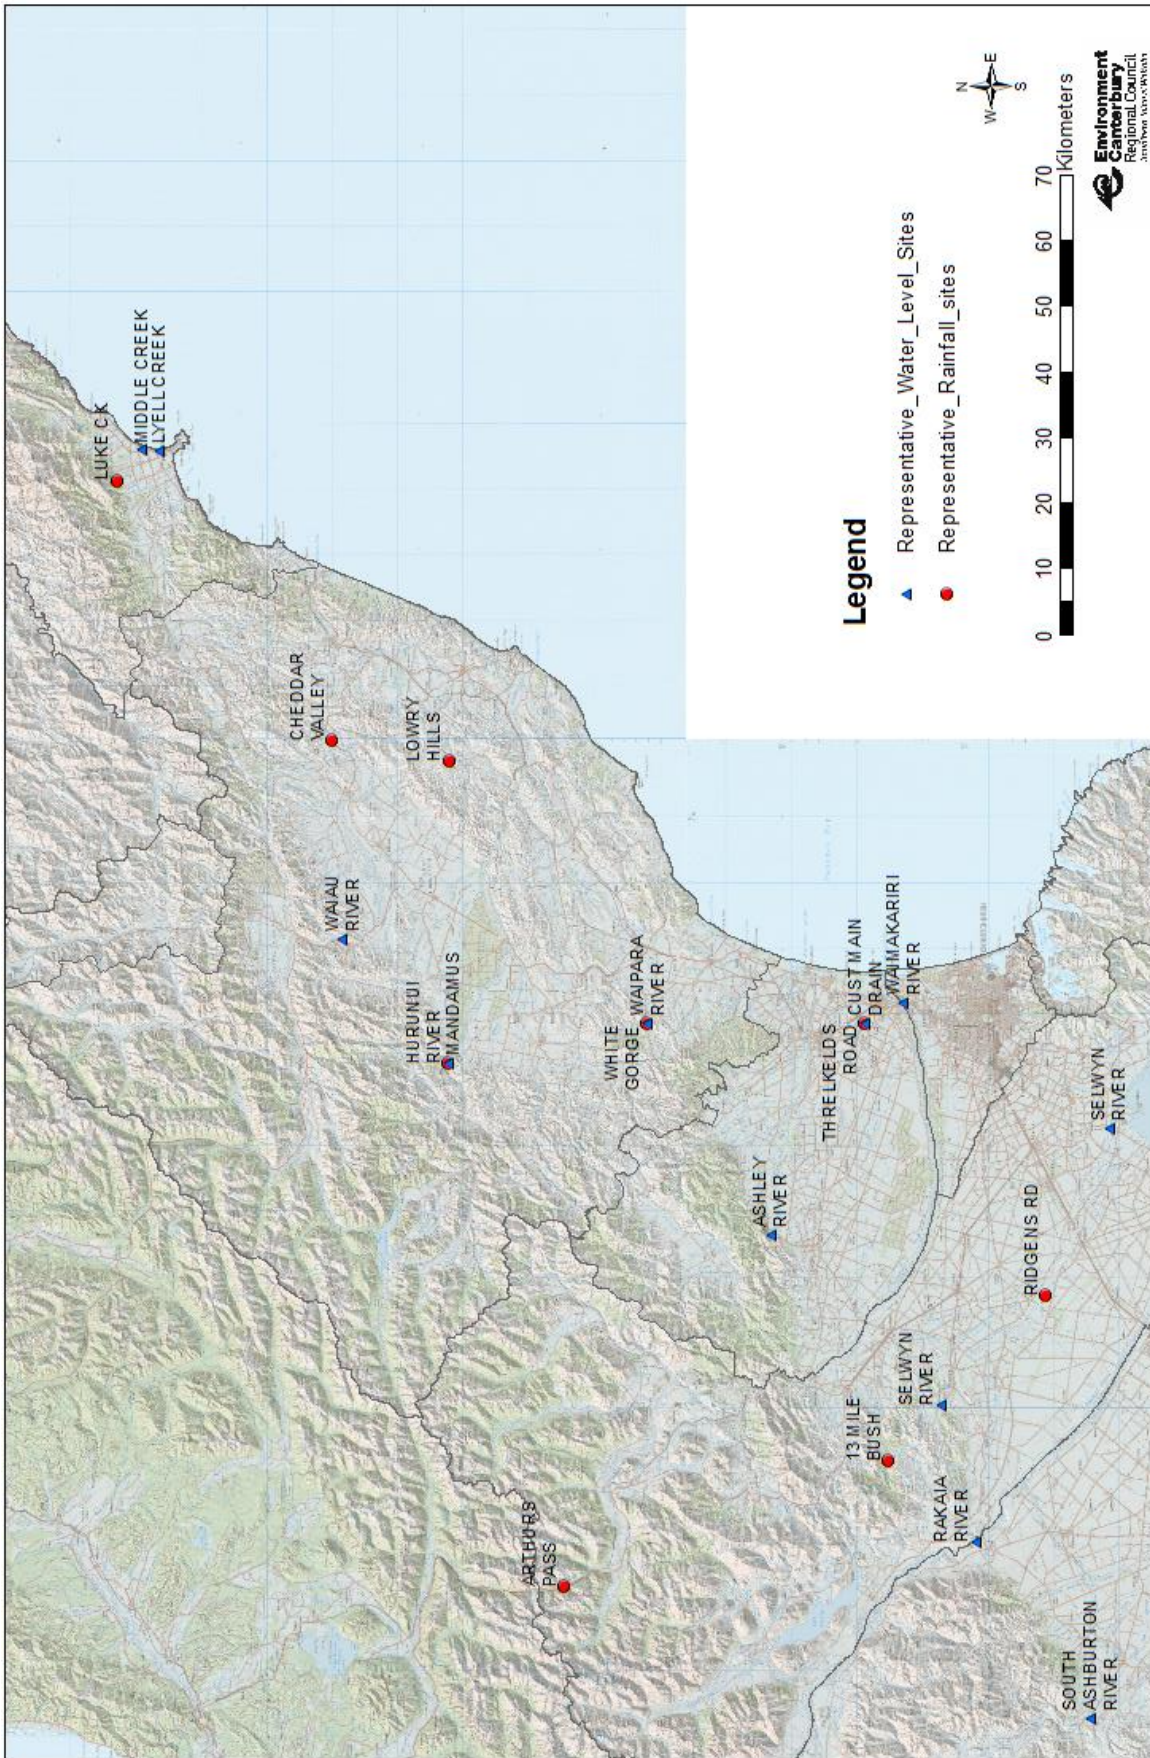 LUKE CK
MIDDLE CREEK
LYELLCREEK
CHEDDAR
VALLEY
LOWRY
HILLS
WAIAU
RIVER
HURUNUI
RIVER
MANDAMUS
WHITE
GORGE
WAIPARA
RIVER
THRELKELDS
ROAD
CUST MAIN
DRAIN
WAIMAKARIRI
RIVER
ASHLEY
RIVER
SELWYN
RIVER
RIDGENS RD
SELWYN
RIVER
13 MILE
BUSH
RAKAIA
RIVER
ARTHURS
PASS
SOUTH
ASHBURTON
RIVER
Legend
Representative_Water_Level_Sites
Representative_Rainfall_sites
0 10 20 30 40 50 60 70
Kilometers
N
W E
S
Environment
Canterbury
Regional Council